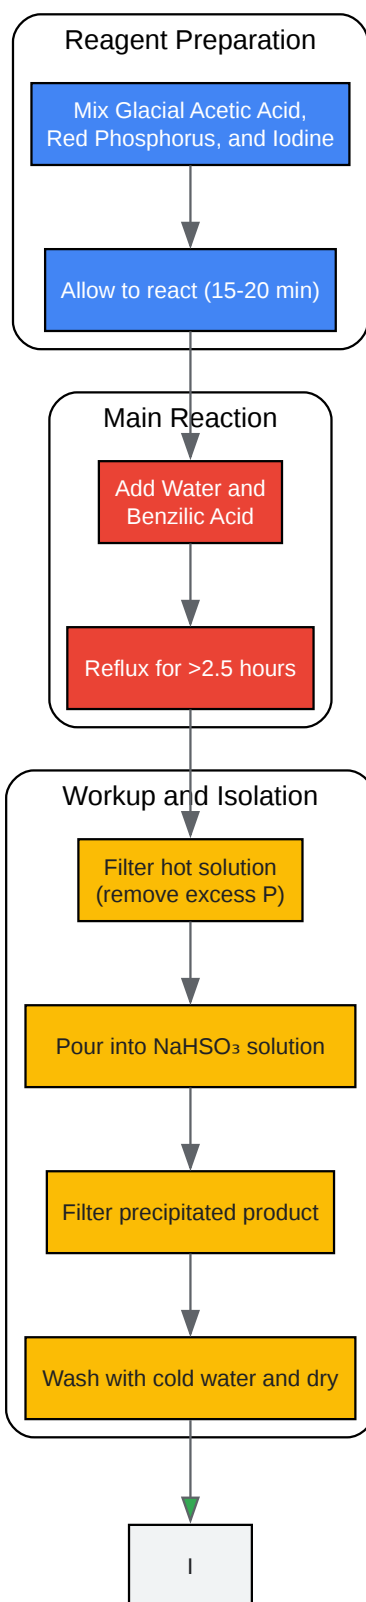 Reagent Preparation
Mix Glacial Acetic Acid,
Red Phosphorus, and Iodine
Allow to react (15-20 min)
Main Reaction
Add Water and
Benzilic Acid
Reflux for >2.5 hours
Workup and Isolation
Filter hot solution
(remove excess P)
Pour into NaHSO₃ solution
Filter precipitated product
Wash with cold water and dry
I